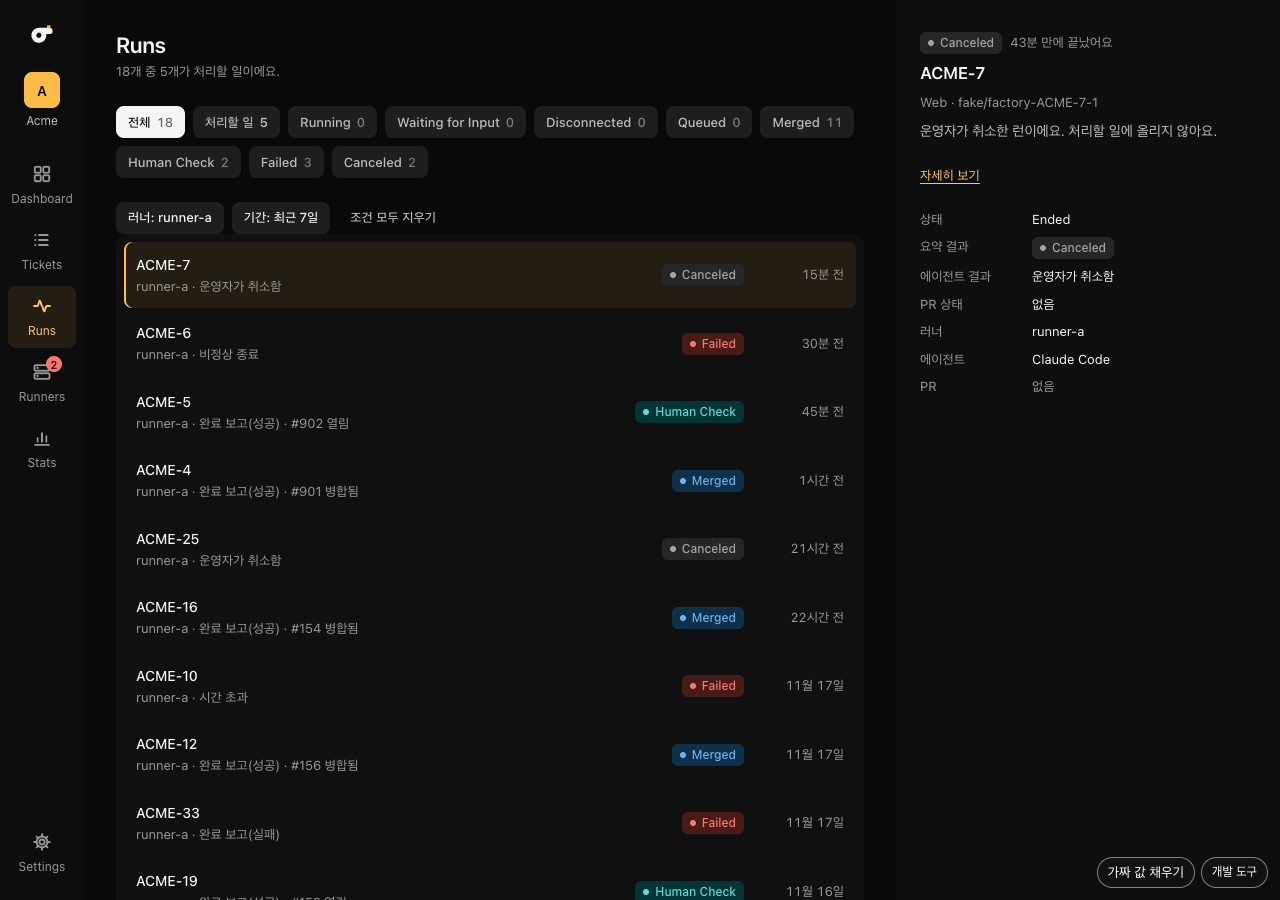 A
Acme
Dashboard
Tickets
Runs
2
Runners
Stats
Settings
Runs
18개 중 5개가 처리할 일이에요.
전체 18
처리할 일 5
Running 0
Waiting for Input 0
Disconnected 0
Queued 0
Merged 11
Human Check 2
Failed 3
Canceled 2
러너: runner-a
기간: 최근 7일
조건 모두 지우기
ACME-7
Canceled
15분 전
runner-a · 운영자가 취소함
ACME-6
Failed
30분 전
runner-a · 비정상 종료
ACME-5
Human Check
45분 전
runner-a · 완료 보고(성공) · #902 열림
ACME-4
Merged
1시간 전
runner-a · 완료 보고(성공) · #901 병합됨
ACME-25
Canceled
21시간 전
runner-a · 운영자가 취소함
ACME-16
Merged
22시간 전
runner-a · 완료 보고(성공) · #154 병합됨
ACME-10
Failed
11월 17일
runner-a · 시간 초과
ACME-12
Merged
11월 17일
runner-a · 완료 보고(성공) · #156 병합됨
ACME-33
Failed
11월 17일
runner-a · 완료 보고(실패)
ACME-19
Human Check
11월 16일
Canceled
43분 만에 끝났어요
ACME-7
Web · fake/factory-ACME-7-1
운영자가 취소한 런이에요. 처리할 일에 올리지 않아요.
자세히 보기
상태 Ended
요약 결과 Canceled
에이전트 결과 운영자가 취소함
PR 상태 없음
러너 runner-a
에이전트 Claude Code
PR 없음
가짜 값 채우기
개발 도구